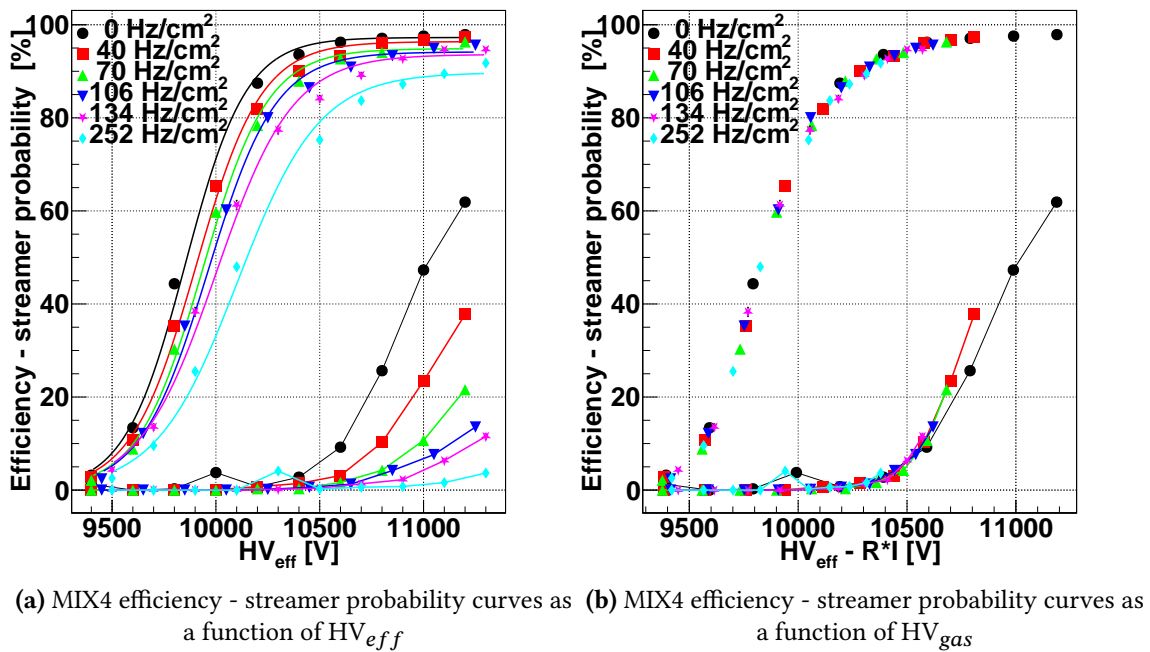 Efficiency - streamer probability [%]
100
80
60
40
20
0
0 Hz/cm²
40 Hz/cm²
70 Hz/cm²
106 Hz/cm²
134 Hz/cm²
252 Hz/cm²
9500 10000 10500 11000
HV_eff [V]
Efficiency - streamer probability [%]
100
80
60
40
20
0
0 Hz/cm²
40 Hz/cm²
70 Hz/cm²
106 Hz/cm²
134 Hz/cm²
252 Hz/cm²
9500 10000 10500 11000
HV_eff - R*I [V]
(a) MIX4 efficiency - streamer probability curves as
a function of HV_eff
(b) MIX4 efficiency - streamer probability curves as
a function of HV_gas